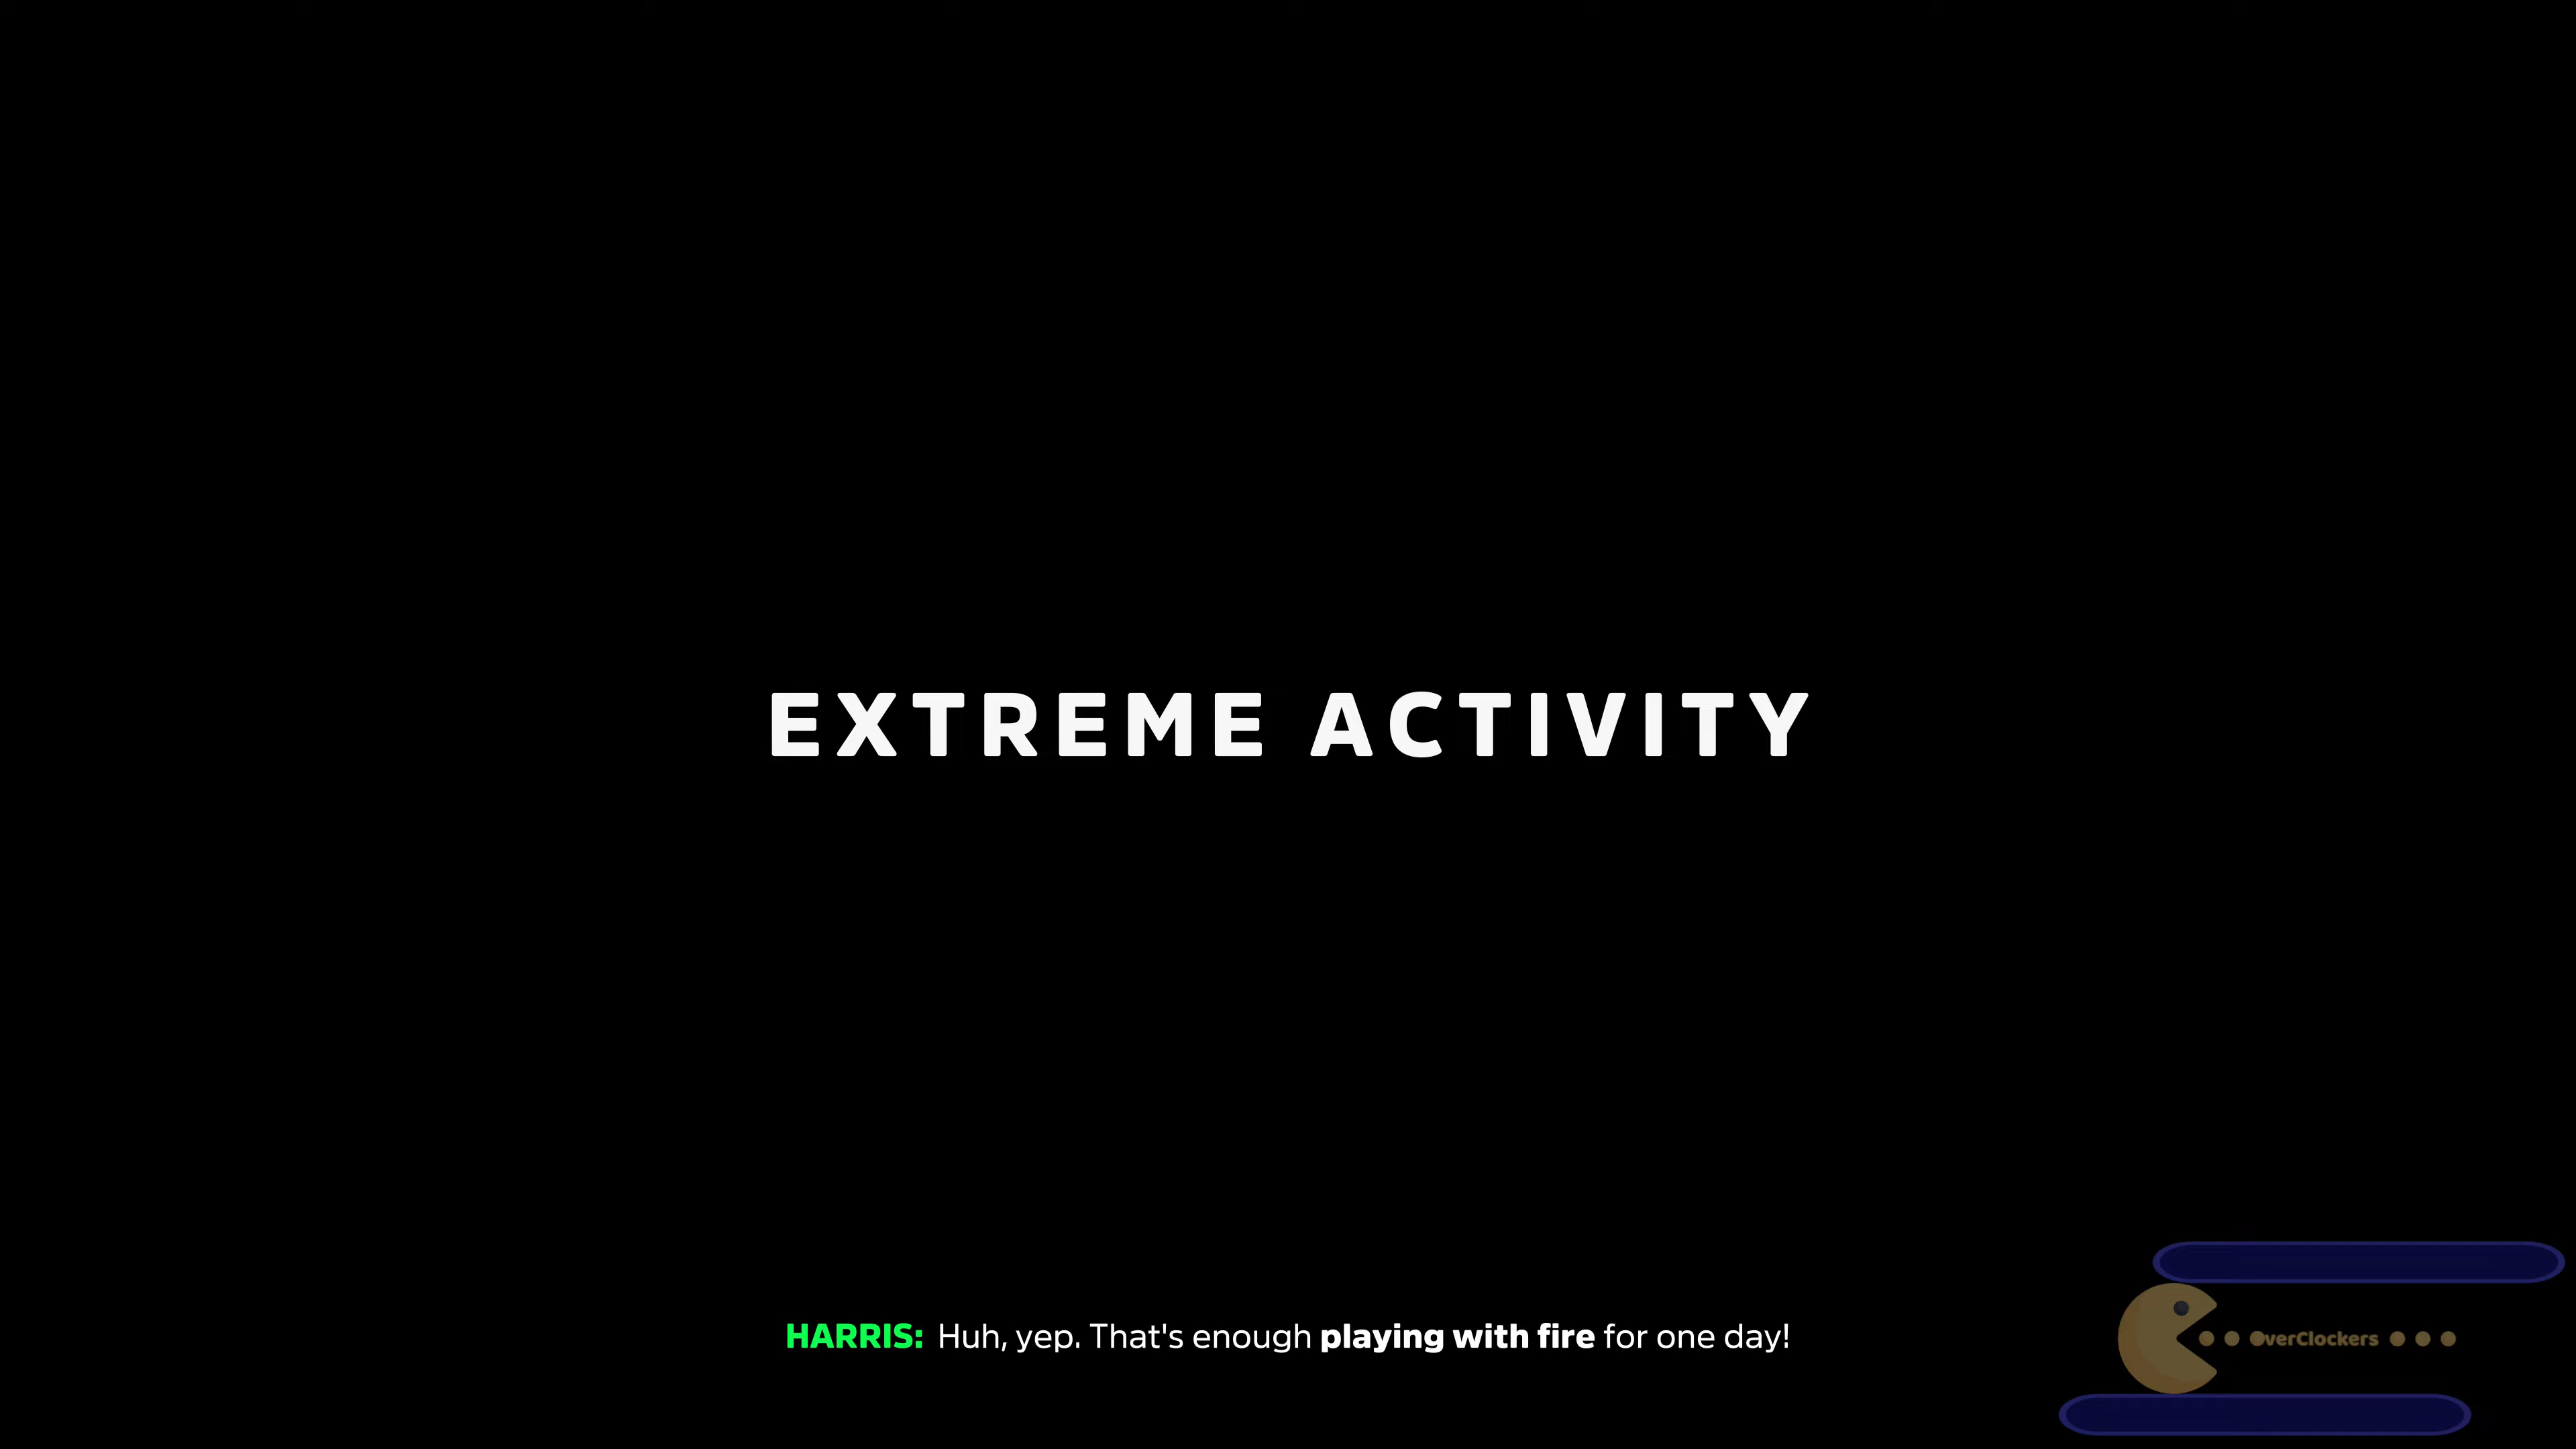 EXTREME ACTIVITY
HARRIS: Huh, yep. That's enough playing with fire for one day!
OverClockers